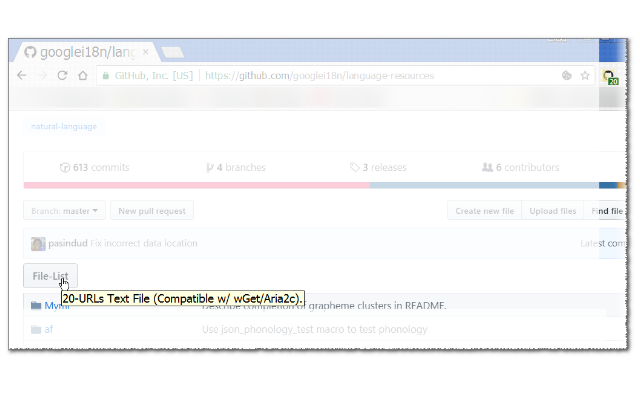 googlei18n/lang
GitHub, Inc. [US] https://github.com/googlei18n/language-resources
20
natural-language
613 commits 4 branches 3 releases 6 contributors
Branch: master New pull request Create new file Upload files Find file
pasindud Fix incorrect data location Latest com
File-List
20-URLs Text File (Compatible w/ wGet/Aria2c).
Describe completion of grapheme clusters in README.
af Use json_phonology_test macro to test phonology